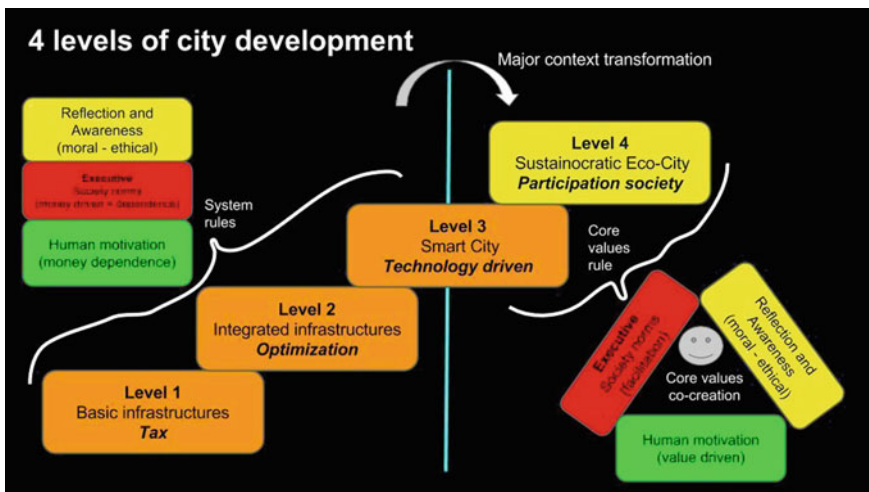 4 levels of city development
Major context transformation
Reflection and
Awareness
(moral - ethical)
Executive
Society norms
(money driven = dependence)
Human motivation
(money dependence)
System
rules
Level 4
Sustainocratic Eco-City
Participation society
Level 3
Smart City
Technology driven
Core
values
rule
Level 2
Integrated infrastructures
Optimization
Level 1
Basic infrastructures
Tax
Executive
Society norms
(facilitation)
Reflection and
Awareness
(moral - ethical)
Core values
co-creation
Human motivation
(value driven)